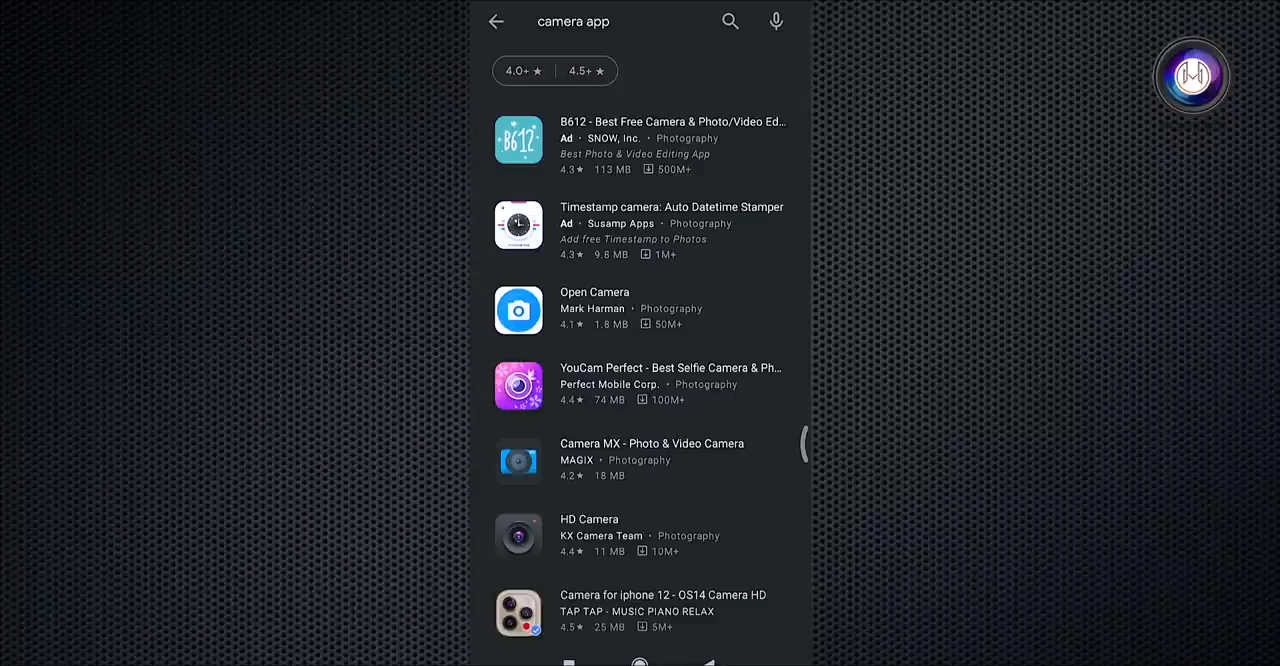 camera app
4.0+ ★ | 4.5+ ★
B612
B612 - Best Free Camera & Photo/Video Ed...
Ad • SNOW, Inc. • Photography
Best Photo & Video Editing App
4.3★ 113 MB 500M+
Timestamp camera: Auto Datetime Stamper
Ad • Susamp Apps • Photography
Add free Timestamp to Photos
4.3★ 9.8 MB 1M+
Open Camera
Mark Harman • Photography
4.1★ 1.8 MB 50M+
YouCam Perfect - Best Selfie Camera & Ph...
Perfect Mobile Corp. • Photography
4.4★ 74 MB 100M+
Camera MX - Photo & Video Camera
MAGIX • Photography
4.2★ 18 MB
HD Camera
KX Camera Team • Photography
4.4★ 11 MB 10M+
Camera for iphone 12 - OS14 Camera HD
TAP TAP - MUSIC PIANO RELAX
4.5★ 25 MB 5M+